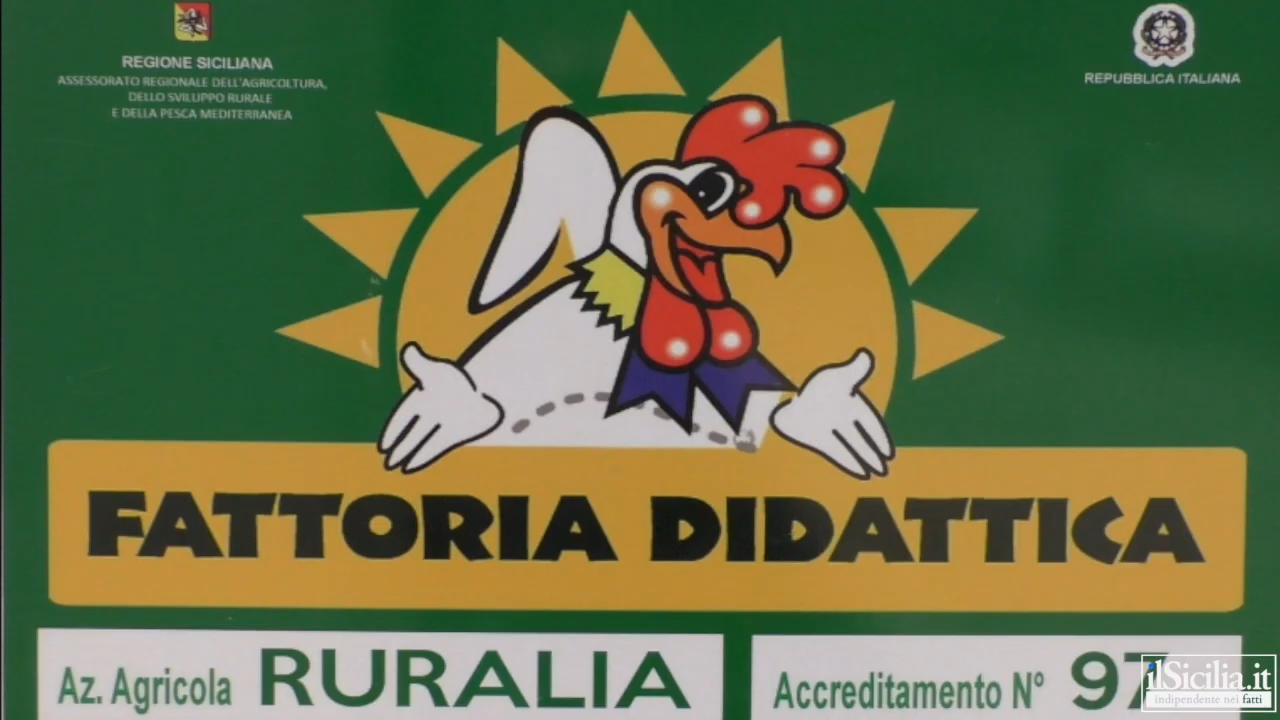 REGIONE SICILIANA
ASSESSORATO REGIONALE DELL'AGRICOLTURA,
DELLO SVILUPPO RURALE
E DELLA PESCA MEDITERRANEA
REPUBBLICA ITALIANA
FATTORIA DIDATTICA
Az. Agricola RURALIA
Accreditamento N° 97
ilSicilia.it
indipendente nei fatti